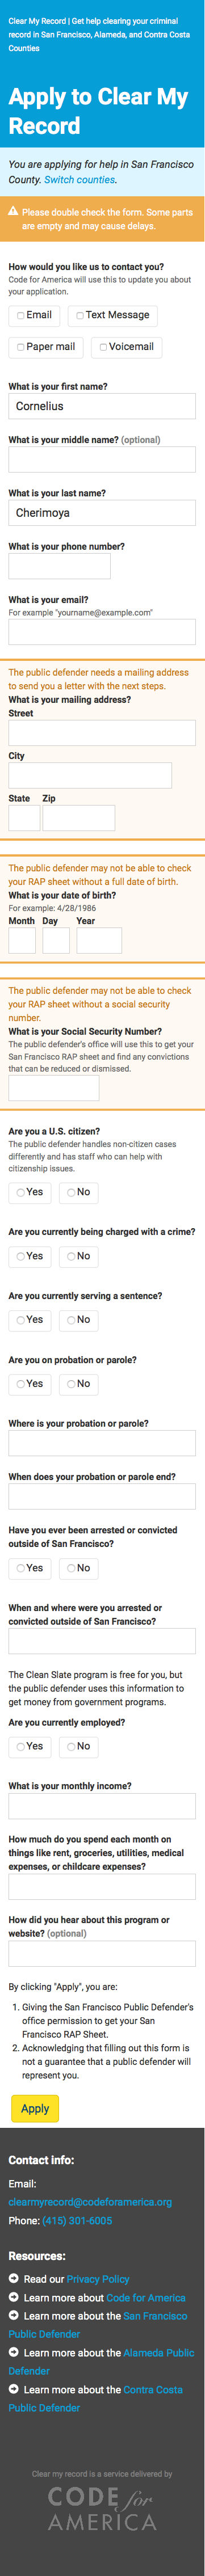 Clear My Record | Get help clearing your criminal
record in San Francisco, Alameda, and Contra Costa
Counties
Apply to Clear My
Record
You are applying for help in San Francisco
County. Switch counties.
Please double check the form. Some parts
are empty and may cause delays.
How would you like us to contact you?
Code for America will use this to update you about
your application.
Email
Text Message
Paper mail
Voicemail
What is your first name?
Cornelius
What is your middle name? (optional)
What is your last name?
Cherimoya
What is your phone number?
What is your email?
For example "yourname@example.com"
The public defender needs a mailing address
to send you a letter with the next steps.
What is your mailing address?
Street
City
State Zip
The public defender may not be able to check
your RAP sheet without a full date of birth.
What is your date of birth?
For example: 4/28/1986
Month Day Year
The public defender may not be able to check
your RAP sheet without a social security
number.
What is your Social Security Number?
The public defender's office will use this to get your
San Francisco RAP sheet and find any convictions
that can be reduced or dismissed.
Are you a U.S. citizen?
The public defender handles non-citizen cases
differently and has staff who can help with
citizenship issues.
Yes No
Are you currently being charged with a crime?
Yes No
Are you currently serving a sentence?
Yes No
Are you on probation or parole?
Yes No
Where is your probation or parole?
When does your probation or parole end?
Have you ever been arrested or convicted
outside of San Francisco?
Yes No
When and where were you arrested or
convicted outside of San Francisco?
The Clean Slate program is free for you, but
the public defender uses this information to
get money from government programs.
Are you currently employed?
Yes No
What is your monthly income?
How much do you spend each month on
things like rent, groceries, utilities, medical
expenses, or childcare expenses?
How did you hear about this program or
website? (optional)
By clicking "Apply", you are:
1. Giving the San Francisco Public Defender's
office permission to get your San
Francisco RAP Sheet.
2. Acknowledging that filling out this form is
not a guarantee that a public defender will
represent you.
Apply
Contact info:
Email:
clearmyrecord@codeforamerica.org
Phone: (415) 301-6005
Resources:
Read our Privacy Policy
Learn more about Code for America
Learn more about the San Francisco
Public Defender
Learn more about the Alameda Public
Defender
Learn more about the Contra Costa
Public Defender
Clear my record is a service delivered by
CODE for
AMERICA